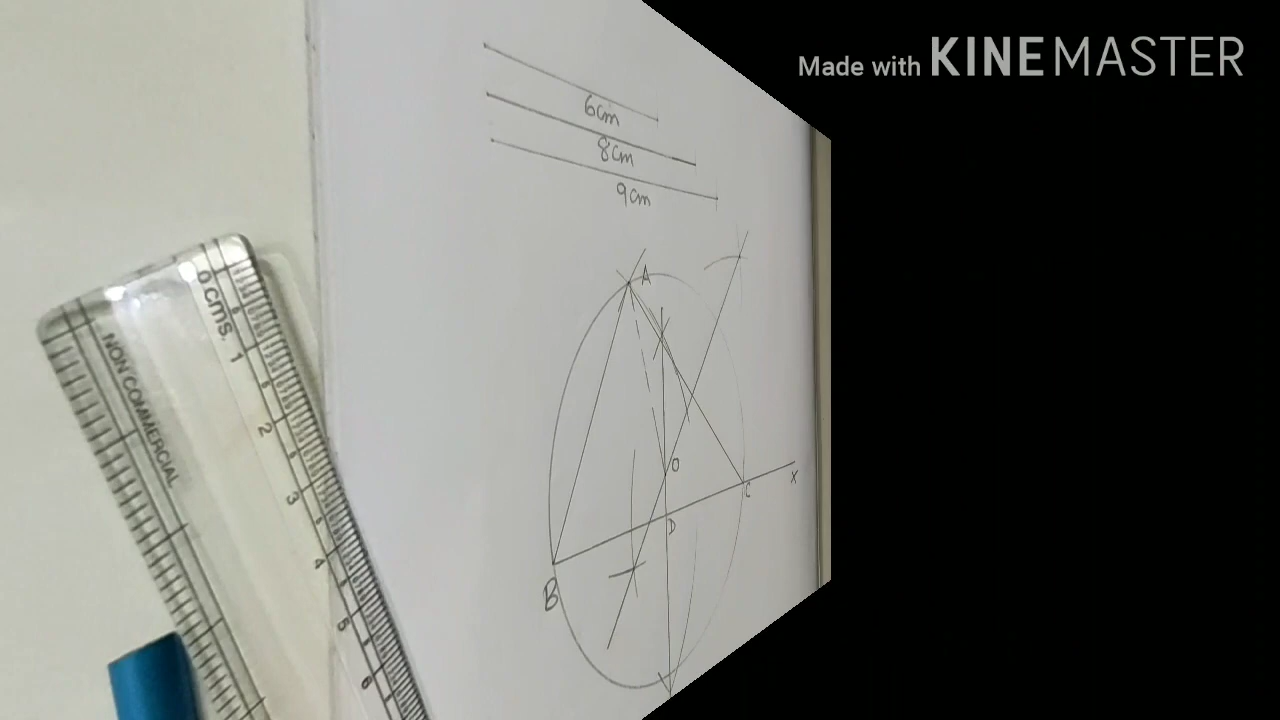 Made with KINEMASTER
6cm
8cm
9cm
A
O
C
X
D
B
0 CMS. 1 2 3 4 5 6
NON COMMERCIAL